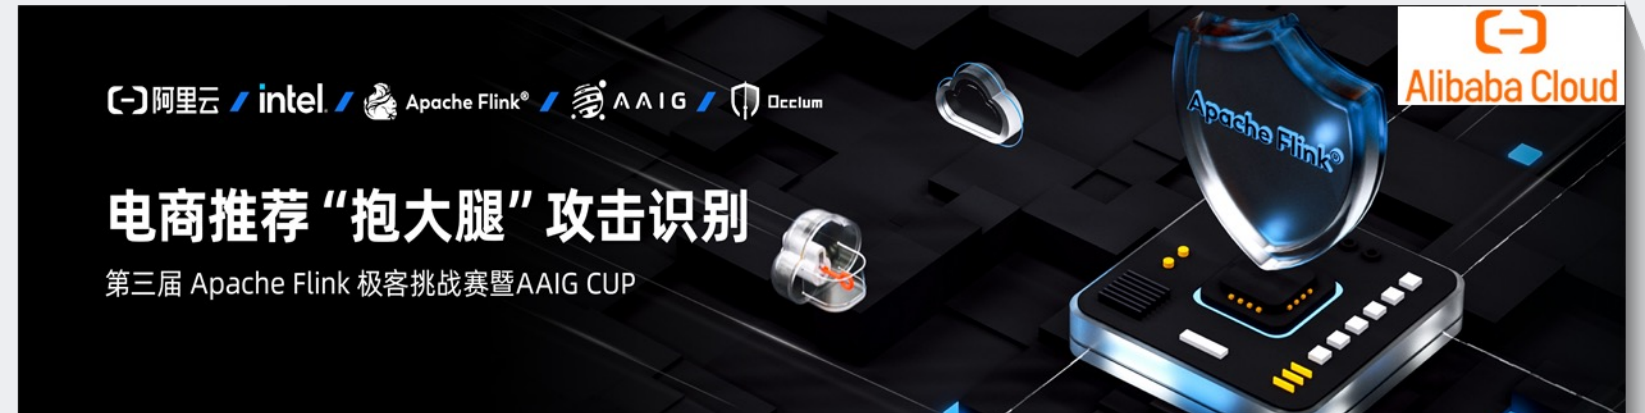 阿里云 intel. Apache Flink® AAIG Occlum
电商推荐“抱大腿”攻击识别
第三届 Apache Flink 极客挑战赛暨AAIG CUP
Apache Flink®
Alibaba Cloud